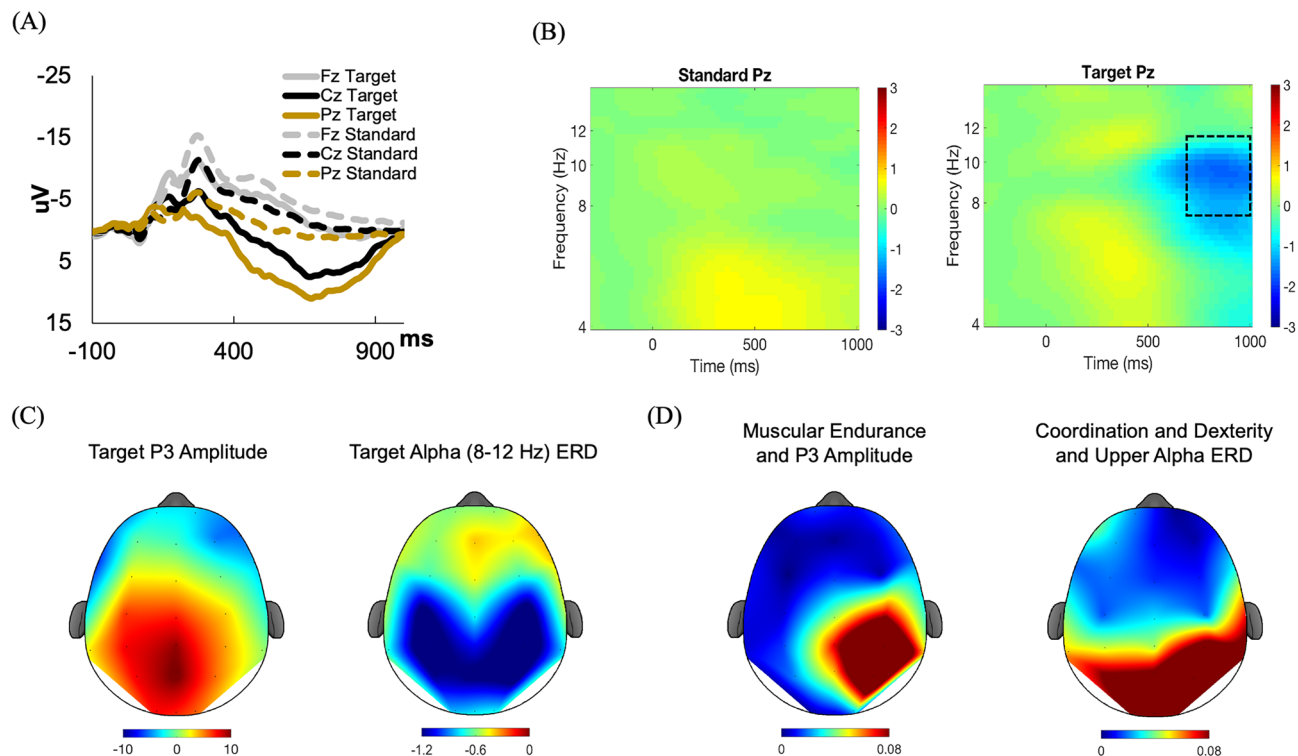 (A)
-25
-15
-5
5
15
uV
-100
400
900
ms
Fz Target
Cz Target
Pz Target
Fz Standard
Cz Standard
Pz Standard
(B)
Standard Pz
Frequency (Hz)
12
10
8
4
0
500
1000
Time (ms)
3
2
1
0
-1
-2
-3
Target Pz
Frequency (Hz)
12
10
8
4
0
500
1000
Time (ms)
3
2
1
0
-1
-2
-3
(C)
Target P3 Amplitude
-10
0
10
Target Alpha (8-12 Hz) ERD
-1.2
-0.6
0
(D)
Muscular Endurance
and P3 Amplitude
0
0.08
Coordination and Dexterity
and Upper Alpha ERD
0
0.08